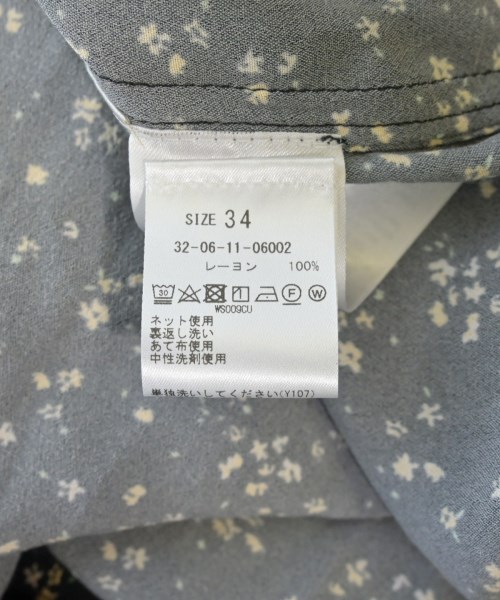 SIZE 34
32-06-11-06002
レーヨン 100%
30 F W
WS009CU
ネット使用
裏返し洗い
あて布使用
中性洗剤使用
単独洗いしてください(Y107)